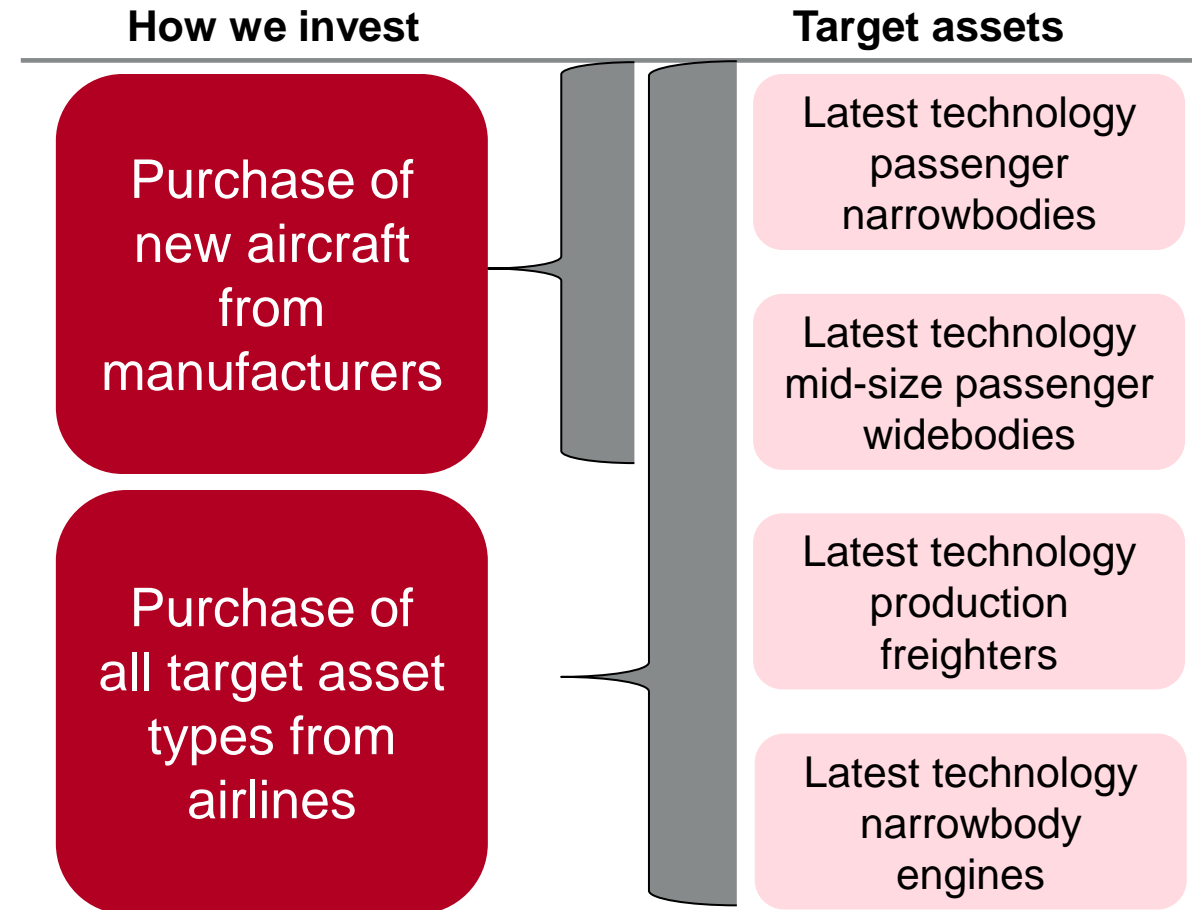 How we invest
Target assets
Purchase of
new aircraft
from
manufacturers
Latest technology
passenger
narrowbodies
Latest technology
mid-size passenger
widebodies
Purchase of
all target asset
types from
airlines
Latest technology
production
freighters
Latest technology
narrowbody
engines